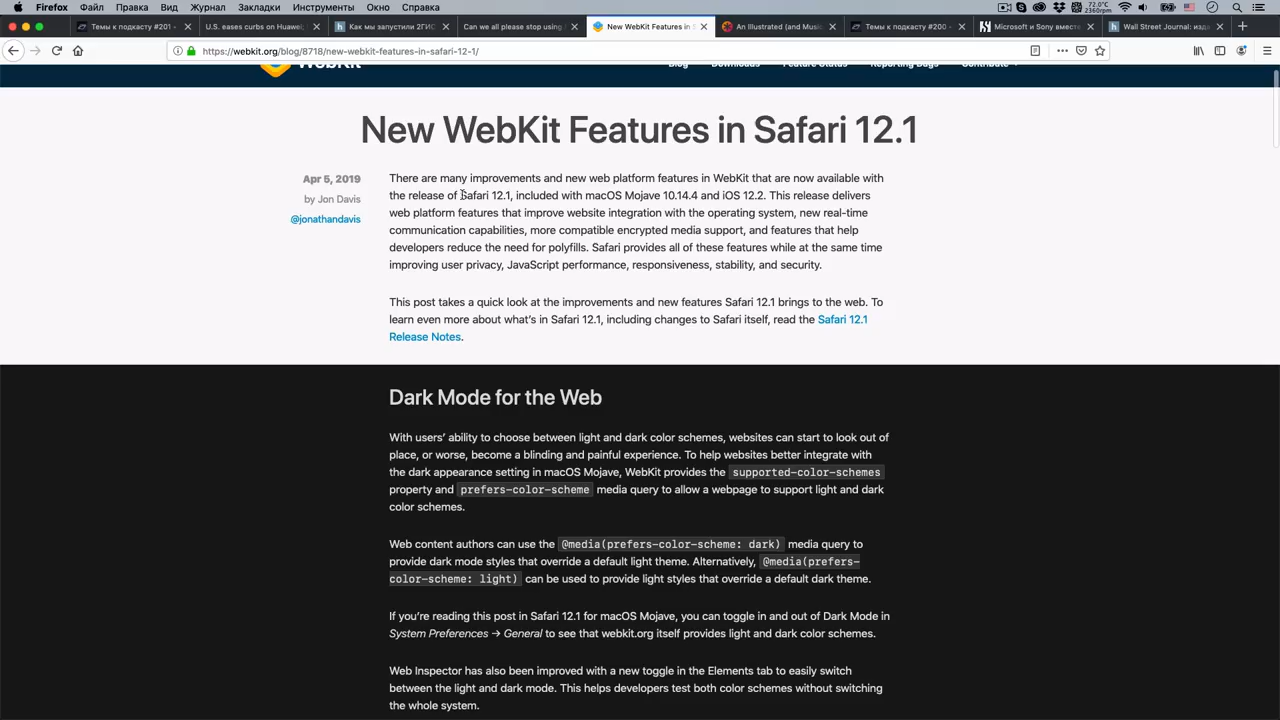 Firefox Файл Правка Вид Журнал Закладки Инструменты Окно Справка 72.0°C 2360rpm
Темы к подкасту #201 - U.S. eases curbs on Huawei; Как мы запустили 2ГИС Can we all please stop using New WebKit Features in S An Illustrated (and Music Темы к подкасту #200 - Microsoft и Sony вместе Wall Street Journal: изда
https://webkit.org/blog/8718/new-webkit-features-in-safari-12-1/
WebKit Blog Downloads Feature Status Reporting Bugs Contribute
New WebKit Features in Safari 12.1
Apr 5, 2019
by Jon Davis
@jonathandavis
There are many improvements and new web platform features in WebKit that are now available with
the release of Safari 12.1, included with macOS Mojave 10.14.4 and iOS 12.2. This release delivers
web platform features that improve website integration with the operating system, new real-time
communication capabilities, more compatible encrypted media support, and features that help
developers reduce the need for polyfills. Safari provides all of these features while at the same time
improving user privacy, JavaScript performance, responsiveness, stability, and security.
This post takes a quick look at the improvements and new features Safari 12.1 brings to the web. To
learn even more about what's in Safari 12.1, including changes to Safari itself, read the Safari 12.1
Release Notes.
Dark Mode for the Web
With users' ability to choose between light and dark color schemes, websites can start to look out of
place, or worse, become a blinding and painful experience. To help websites better integrate with
the dark appearance setting in macOS Mojave, WebKit provides the supported-color-schemes
property and prefers-color-scheme media query to allow a webpage to support light and dark
color schemes.
Web content authors can use the @media(prefers-color-scheme: dark) media query to
provide dark mode styles that override a default light theme. Alternatively, @media(prefers-
color-scheme: light) can be used to provide light styles that override a default dark theme.
If you're reading this post in Safari 12.1 for macOS Mojave, you can toggle in and out of Dark Mode in
System Preferences → General to see that webkit.org itself provides light and dark color schemes.
Web Inspector has also been improved with a new toggle in the Elements tab to easily switch
between the light and dark mode. This helps developers test both color schemes without switching
the whole system.